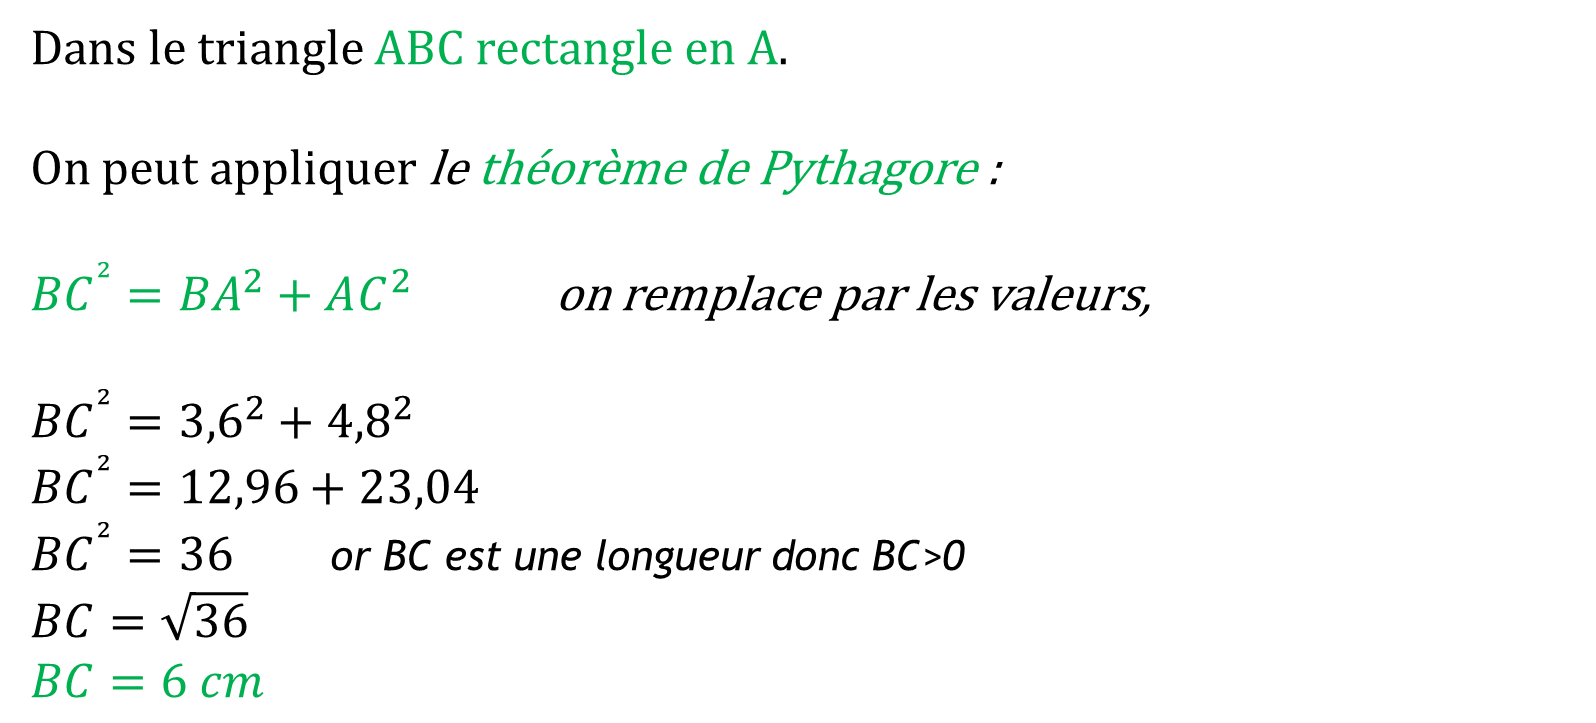 Dans le triangle ABC rectangle en A.
On peut appliquer le théorème de Pythagore :
BC² = BA² + AC² on remplace par les valeurs,
BC² = 3,6² + 4,8²
BC² = 12,96 + 23,04
BC² = 36 or BC est une longueur donc BC>0
BC = √36
BC = 6 cm